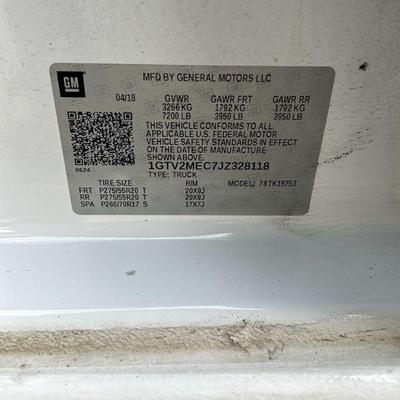 GM
MFD BY GENERAL MOTORS LLC
04/18 GVWR GAWR FRT GAWR RR
3266 KG 1792 KG 1792 KG
7200 LB 3950 LB 3950 LB
THIS VEHICLE CONFORMS TO ALL
APPLICABLE U.S. FEDERAL MOTOR
VEHICLE SAFETY STANDARDS IN EFFECT
ON THE DATE OF MANUFACTURE
SHOWN ABOVE.
1GTV2MEC7JZ328118
0624 TYPE: TRUCK
TIRE SIZE RIM MODEL: 78TK15753
FRT P275/55R20 T 20X9J
RR P275/55R20 T 20X9J
SPA P265/70R17 S 17X7J